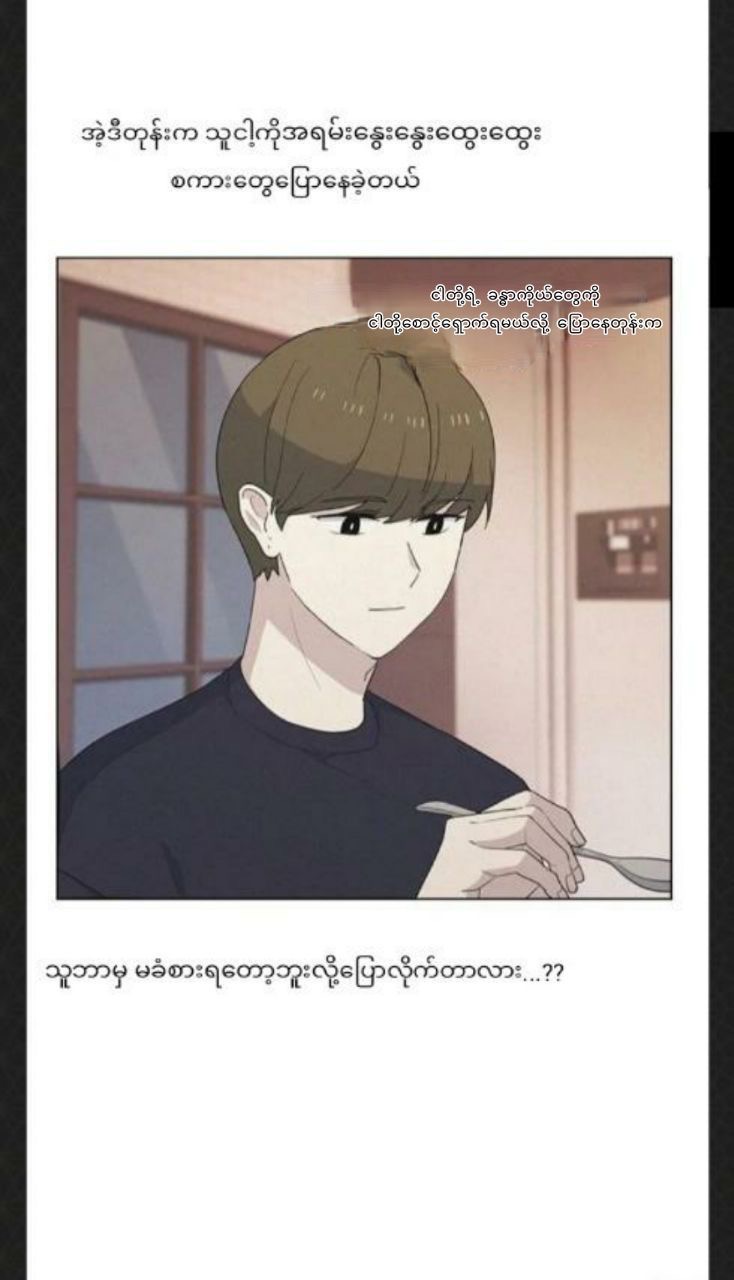 အဲ့ဒီတုန်းက သူငါ့ကိုအရမ်းနွေးနွေးထွေးထွေး
စကားတွေပြောနေခဲ့တယ်
ငါတို့ရဲ့ ခန္ဓာကိုယ်တွေကို
ငါတို့စောင့်ရှောက်ရမယ်လို့ ပြောနေတုန်းက
သူဘာမှ မခံစားရတော့ဘူးလို့ပြောလိုက်တာလား...??